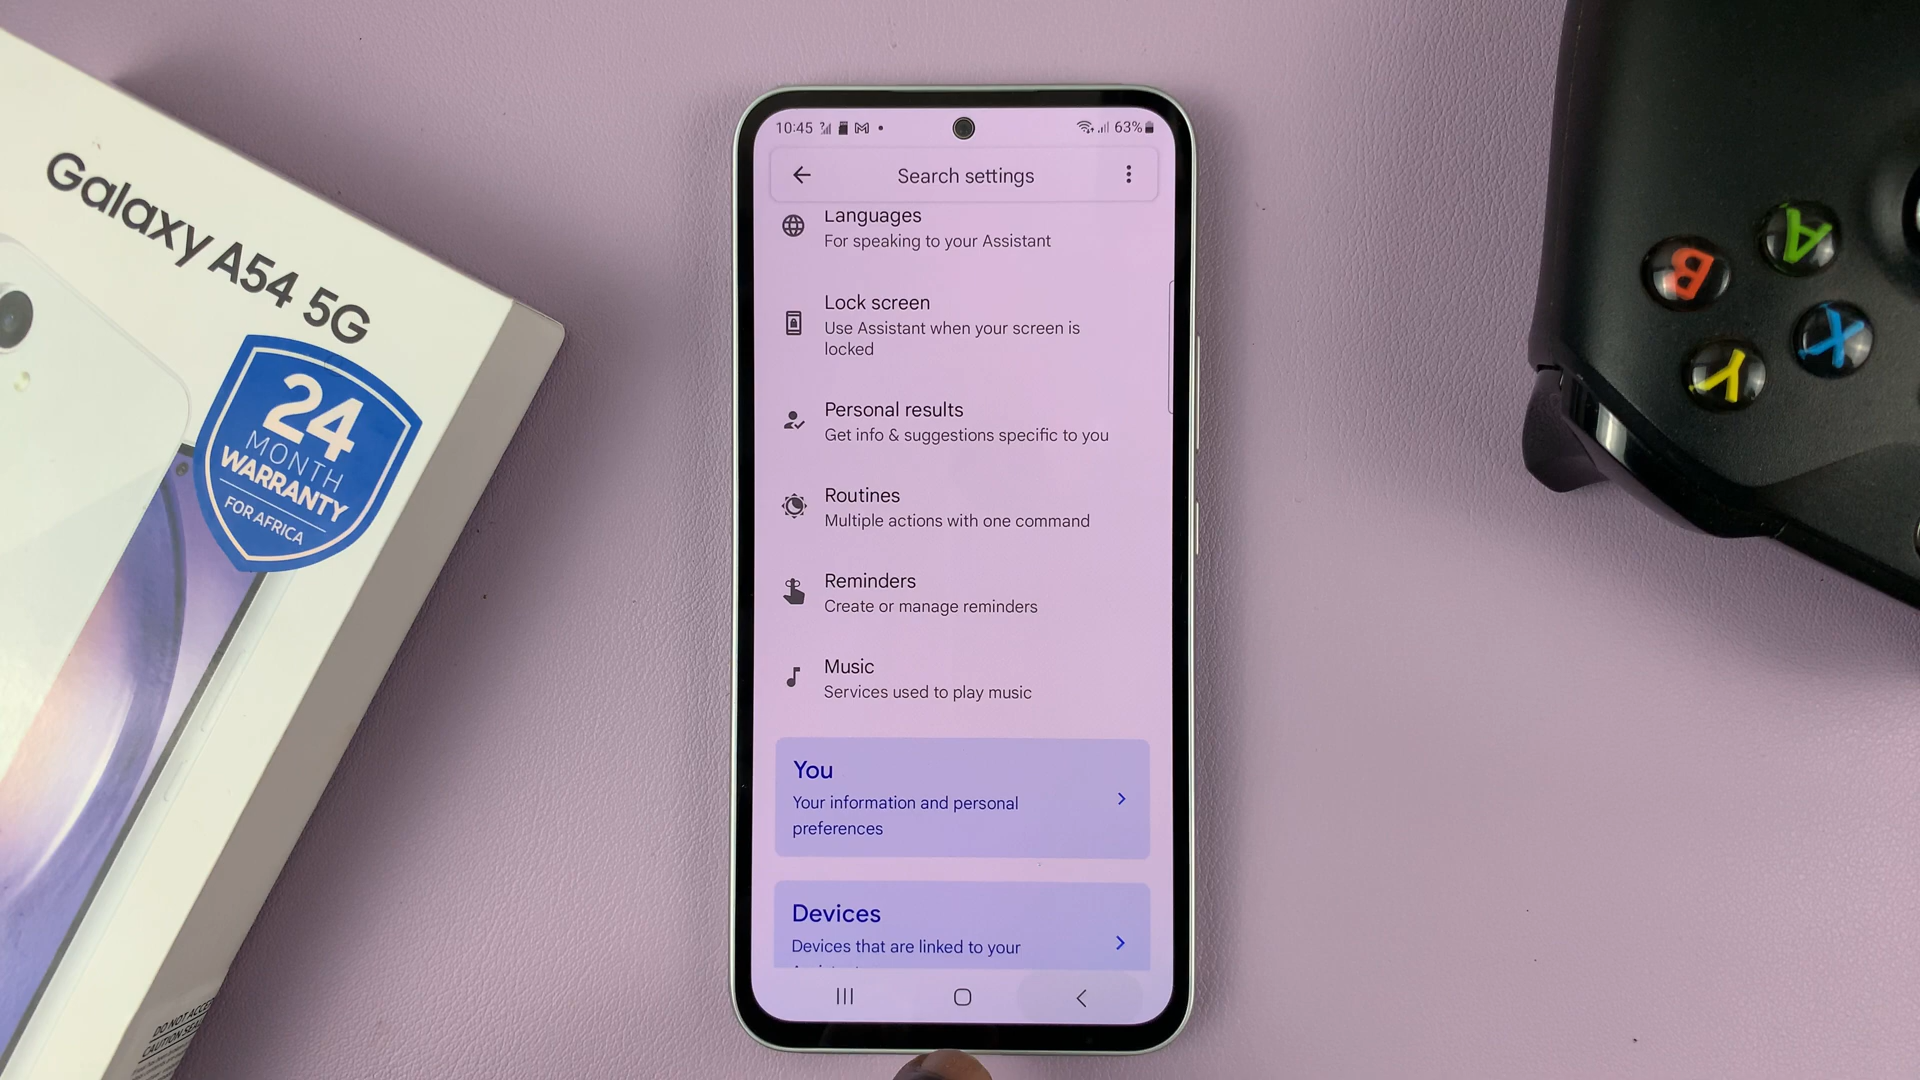 Galaxy A54 5G
24
MONTH
WARRANTY
FOR AFRICA
10:45
63%
Search settings
Languages
For speaking to your Assistant
Lock screen
Use Assistant when your screen is
locked
Personal results
Get info & suggestions specific to you
Routines
Multiple actions with one command
Reminders
Create or manage reminders
Music
Services used to play music
You
Your information and personal
preferences
Devices
Devices that are linked to your
A
B
X
Y